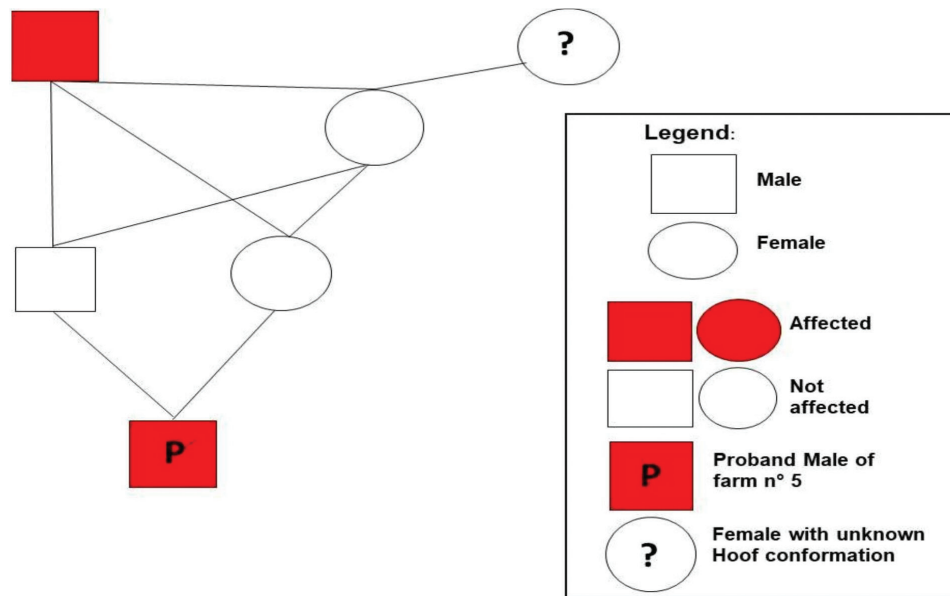 ?
Legend:
Male
Female
Affected
Not
affected
P
P
Proband Male of
farm n° 5
?
Female with unknown
Hoof conformation